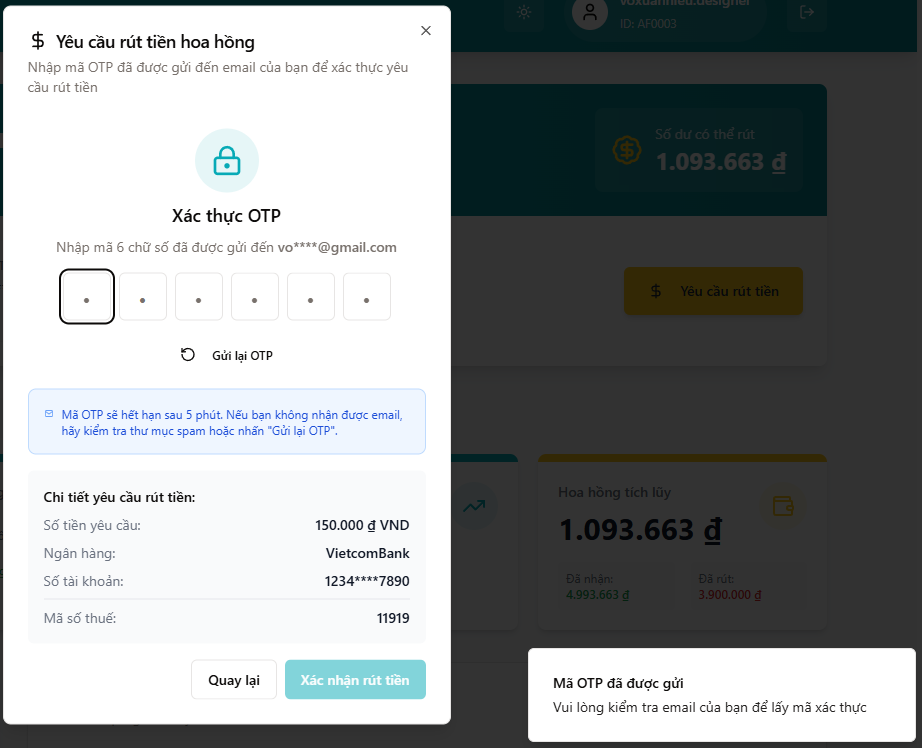 Yêu cầu rút tiền hoa hồng
Nhập mã OTP đã được gửi đến email của bạn để xác thực yêu
cầu rút tiền
Xác thực OTP
Nhập mã 6 chữ số đã được gửi đến vo****@gmail.com
Gửi lại OTP
Mã OTP sẽ hết hạn sau 5 phút. Nếu bạn không nhận được email,
hãy kiểm tra thư mục spam hoặc nhấn "Gửi lại OTP".
Chi tiết yêu cầu rút tiền:
Số tiền yêu cầu: 150.000 ₫ VND
Ngân hàng: VietcomBank
Số tài khoản: 1234****7890
Mã số thuế: 11919
Quay lại
Xác nhận rút tiền
voxuanhieu.designer
ID: AF0003
Số dư có thể rút
1.093.663 ₫
$ Yêu cầu rút tiền
Hoa hồng tích lũy
1.093.663 ₫
Đã nhận: Đã rút:
4.993.663 ₫ 3.900.000 ₫
Mã OTP đã được gửi
Vui lòng kiểm tra email của bạn để lấy mã xác thực